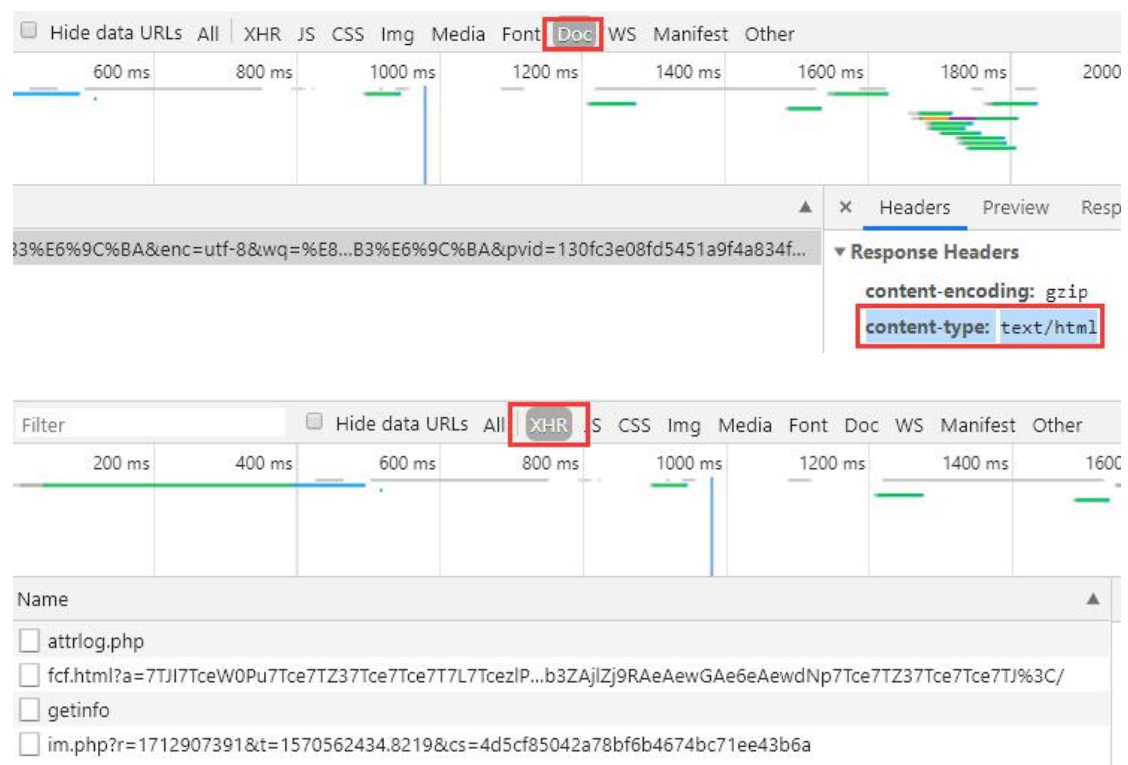 Hide data URLs All XHR JS CSS Img Media Font Doc WS Manifest Other
600 ms 800 ms 1000 ms 1200 ms 1400 ms 1600 ms 1800 ms 2000
▲ × Headers Preview Resp
33%E6%9C%BA&enc=utf-8&wq=%E8...B3%E6%9C%BA&pvid=130fc3e08fd5451a9f4a834f... ▼ Response Headers
content-encoding: gzip
content-type: text/html
Filter Hide data URLs All XHR JS CSS Img Media Font Doc WS Manifest Other
200 ms 400 ms 600 ms 800 ms 1000 ms 1200 ms 1400 ms 1600
Name ▲
attrlog.php
fcf.html?a=7TJI7TceW0Pu7Tce7TZ37Tce7Tce7T7L7TcezlP...b3ZAjlZj9RAeAewGAe6eAewdNp7Tce7TZ37Tce7Tce7TJ%3C/
getinfo
im.php?r=1712907391&t=1570562434.8219&cs=4d5cf85042a78bf6b4674bc71ee43b6a